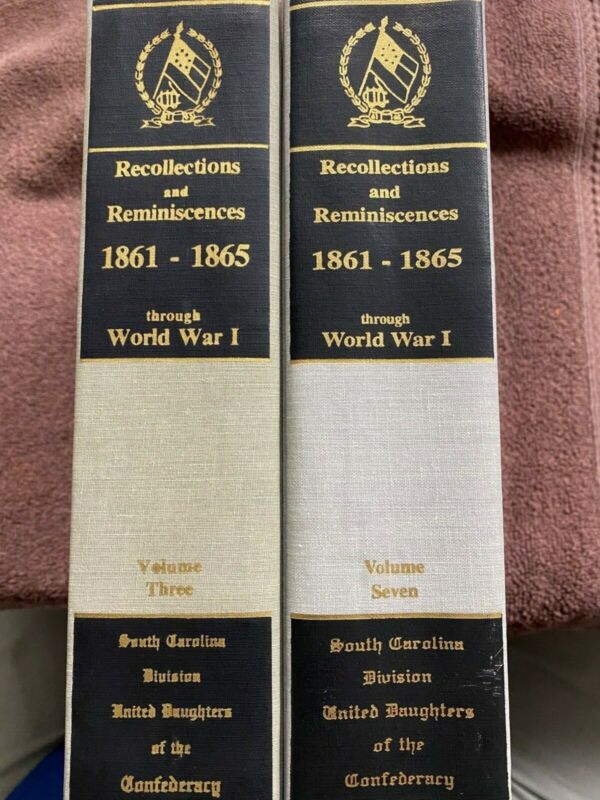 Recollections
and
Reminiscences
1861 - 1865
through
World War I
Volume
Three
South Carolina
Division
United Daughters
of the
Confederacy
Recollections
and
Reminiscences
1861 - 1865
through
World War I
Volume
Seven
South Carolina
Division
United Daughters
of the
Confederacy